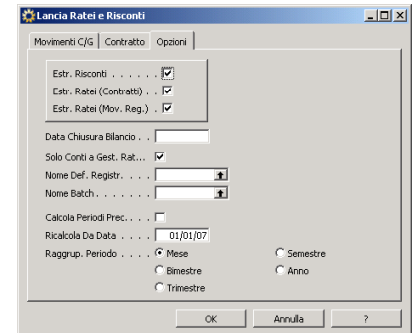 Lancia Ratei e Risconti
Movimenti C/G Contratto Opzioni
Estr. Risconti . . . . . .
Estr. Ratei (Contratti) . .
Estr. Ratei (Mov. Reg.) .
Data Chiusura Bilancio . .
Solo Conti a Gest. Rat...
Nome Def. Registr. . . . .
Nome Batch . . . . . . .
Calcola Periodi Prec. . . .
Ricalcola Da Data . . . . 01/01/07
Raggrup. Periodo . . . . Mese Semestre
Bimestre Anno
Trimestre
OK Annulla ?